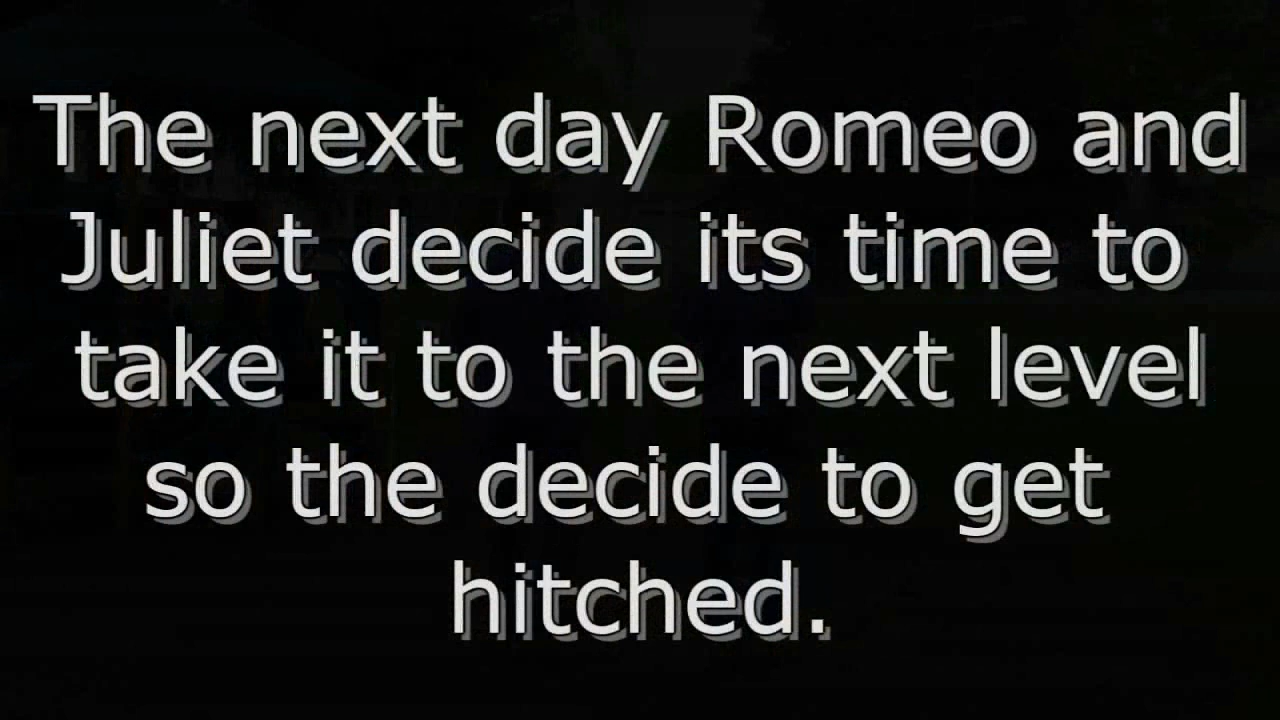 The next day Romeo and
Juliet decide its time to
take it to the next level
so the decide to get
hitched.